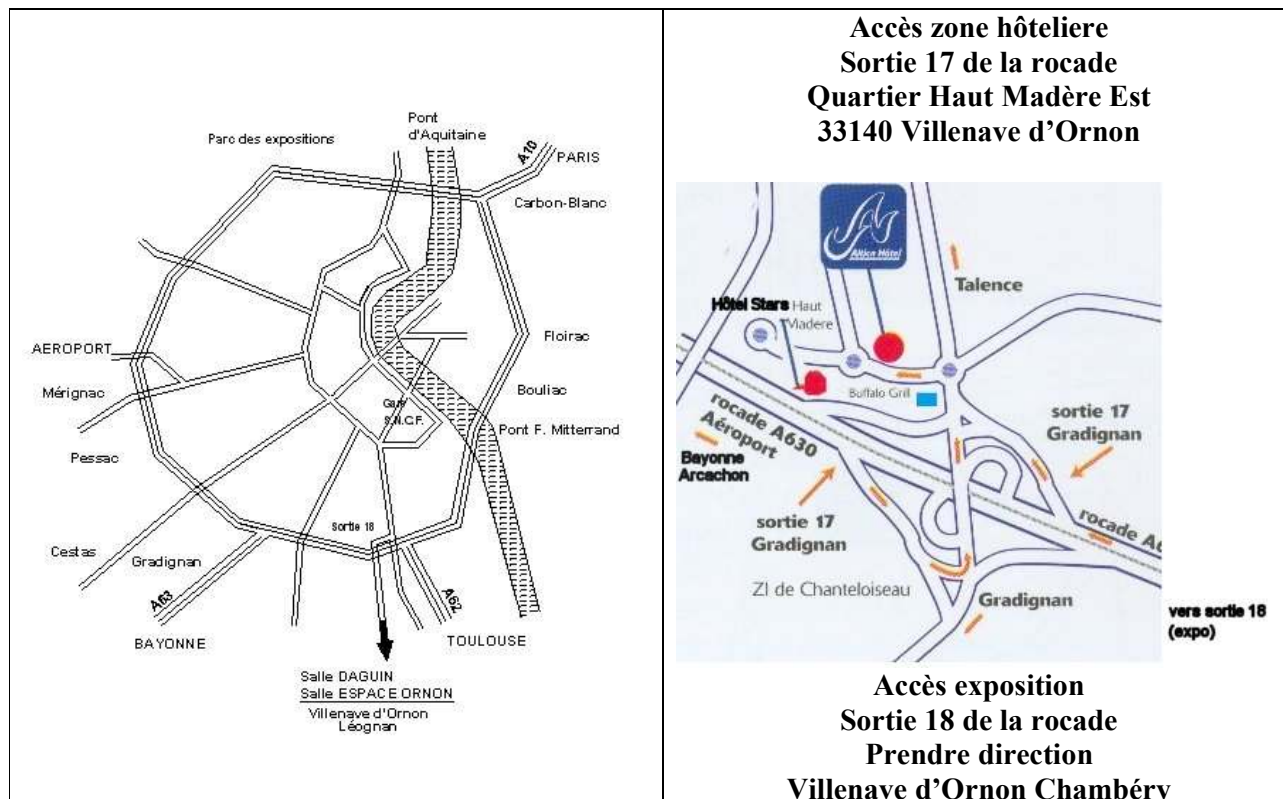 Pont
d'Aquitaine
Parc des expositions
A10
PARIS
Carbon-Blanc
AEROPORT
Floirac
Mérignac
Bouliac
Gare
S.N.C.F.
Pont F. Mitterrand
Pessac
Sortie 18
Cestas
Gradignan
A63
A62
BAYONNE
TOULOUSE
Salle DAGUIN
Salle ESPACE ORNON
Villenave d'Ornon
Léognan
Accès zone hôteliere
Sortie 17 de la rocade
Quartier Haut Madère Est
33140 Villenave d’Ornon
Altica Hôtel
Talence
Hôtel Stars
Haut
Madere
Buffalo Grill
rocade A630
Aéroport
sortie 17
Gradignan
Bayonne
Arcachon
sortie 17
Gradignan
rocade A6
ZI de Chanteloiseau
Gradignan
vers sortie 18
(expo)
Accès exposition
Sortie 18 de la rocade
Prendre direction
Villenave d’Ornon Chambéry